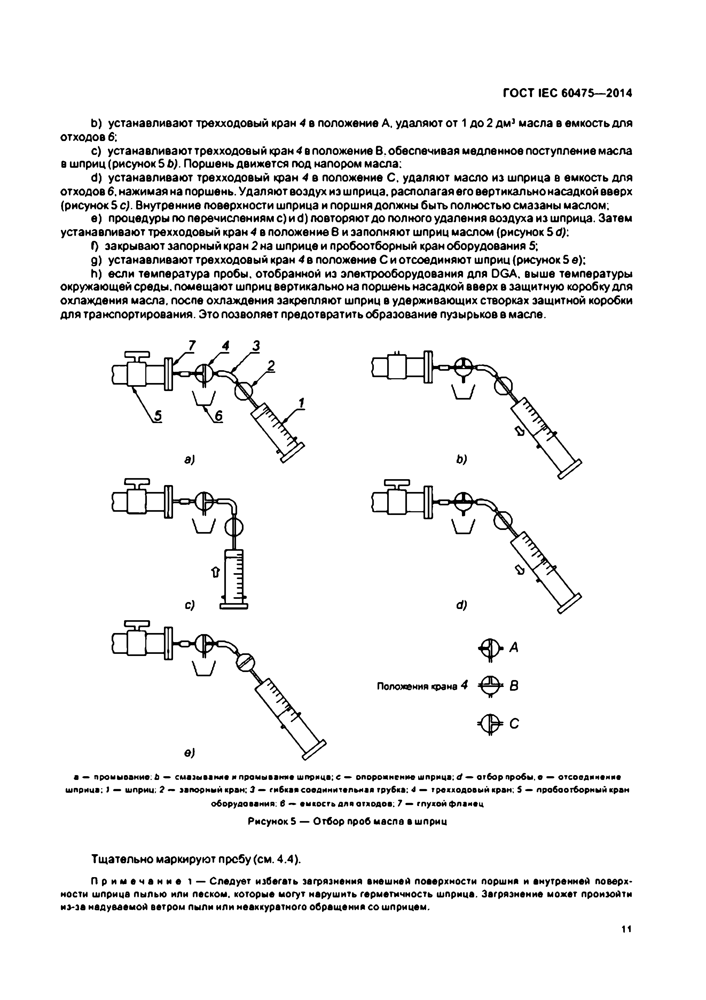 ГОСТ IEC 60475—2014
b) устанавливают трехходовый кран 4 в положение А, удаляют от 1 до 2 дм³ масла в емкость для
отходов 6;
c) устанавливают трехходовый кран 4 в положение В, обеспечивая медленное поступление масла
в шприц (рисунок 5 b). Поршень движется под напором масла;
d) устанавливают трехходовый кран 4 в положение С, удаляют масло из шприца в емкость для
отходов 6, нажимая на поршень. Удаляют воздух из шприца, располагая его вертикально насадкой вверх
(рисунок 5 c). Внутренние поверхности шприца и поршня должны быть полностью смазаны маслом;
e) процедуры по перечислениям c) и d) повторяют до полного удаления воздуха из шприца. Затем
устанавливают трехходовый кран 4 в положение В и заполняют шприц маслом (рисунок 5 d);
f) закрывают запорный кран 2 на шприце и пробоотборный кран оборудования 5;
g) устанавливают трехходовый кран 4 в положение С и отсоединяют шприц (рисунок 5 e);
h) если температура пробы, отобранной из электрооборудования для DGA, выше температуры
окружающей среды, помещают шприц вертикально на поршень насадкой вверх в защитную коробку для
охлаждения масла, после охлаждения закрепляют шприц в удерживающих створках защитной коробки
для транспортирования. Это позволяет предотвратить образование пузырьков в масле.
7 4 3
2
1
5 6
a) b)
c) d)
A
Положения крана 4 B
C
e)
a — промывание; b — смазывание и промывание шприца; c — опорожнение шприца; d — отбор пробы, e — отсоединение
шприца; 1 — шприц; 2 — запорный кран; 3 — гибкая соединительная трубка; 4 — трехходовый кран; 5 — пробоотборный кран
оборудования; 6 — емкость для отходов; 7 — глухой фланец
Рисунок 5 — Отбор проб масла в шприц
Тщательно маркируют пробу (см. 4.4).
Примечание 1 — Следует избегать загрязнения внешней поверхности поршня и внутренней поверх-
ности шприца пылью или песком, которые могут нарушить герметичность шприца. Загрязнение может произойти
из-за надуваемой ветром пыли или неаккуратного обращения со шприцем.
11